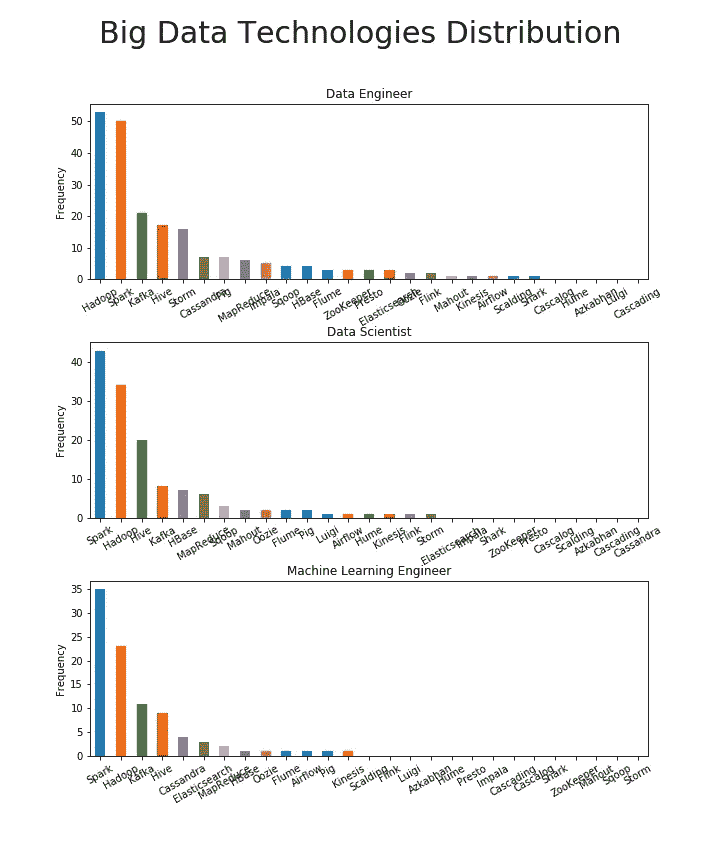 Big Data Technologies Distribution
Data Engineer
Frequency
50
40
30
20
10
0
Hadoop
Spark
Kafka
Hive
Storm
Cassandra
Pig
MapReduce
Impala
Sqoop
HBase
Flume
ZooKeeper
Presto
Elasticsearch
Oozie
Flink
Mahout
Kinesis
Airflow
Scalding
Shark
Cascalog
Hume
Azkabhan
Luigi
Cascading
Data Scientist
Frequency
40
30
20
10
0
Spark
Hadoop
Hive
Kafka
HBase
MapReduce
Sqoop
Mahout
Oozie
Flume
Pig
Luigi
Airflow
Hume
Kinesis
Flink
Storm
Elasticsearch
Impala
Shark
ZooKeeper
Presto
Cascalog
Scalding
Azkabhan
Cascading
Cassandra
Machine Learning Engineer
Frequency
35
30
25
20
15
10
5
0
Spark
Hadoop
Kafka
Hive
Cassandra
Elasticsearch
MapReduce
HBase
Oozie
Flume
Airflow
Pig
Kinesis
Scalding
Flink
Luigi
Azkabhan
Hume
Presto
Impala
Cascading
Cascalog
Shark
ZooKeeper
Mahout
Sqoop
Storm